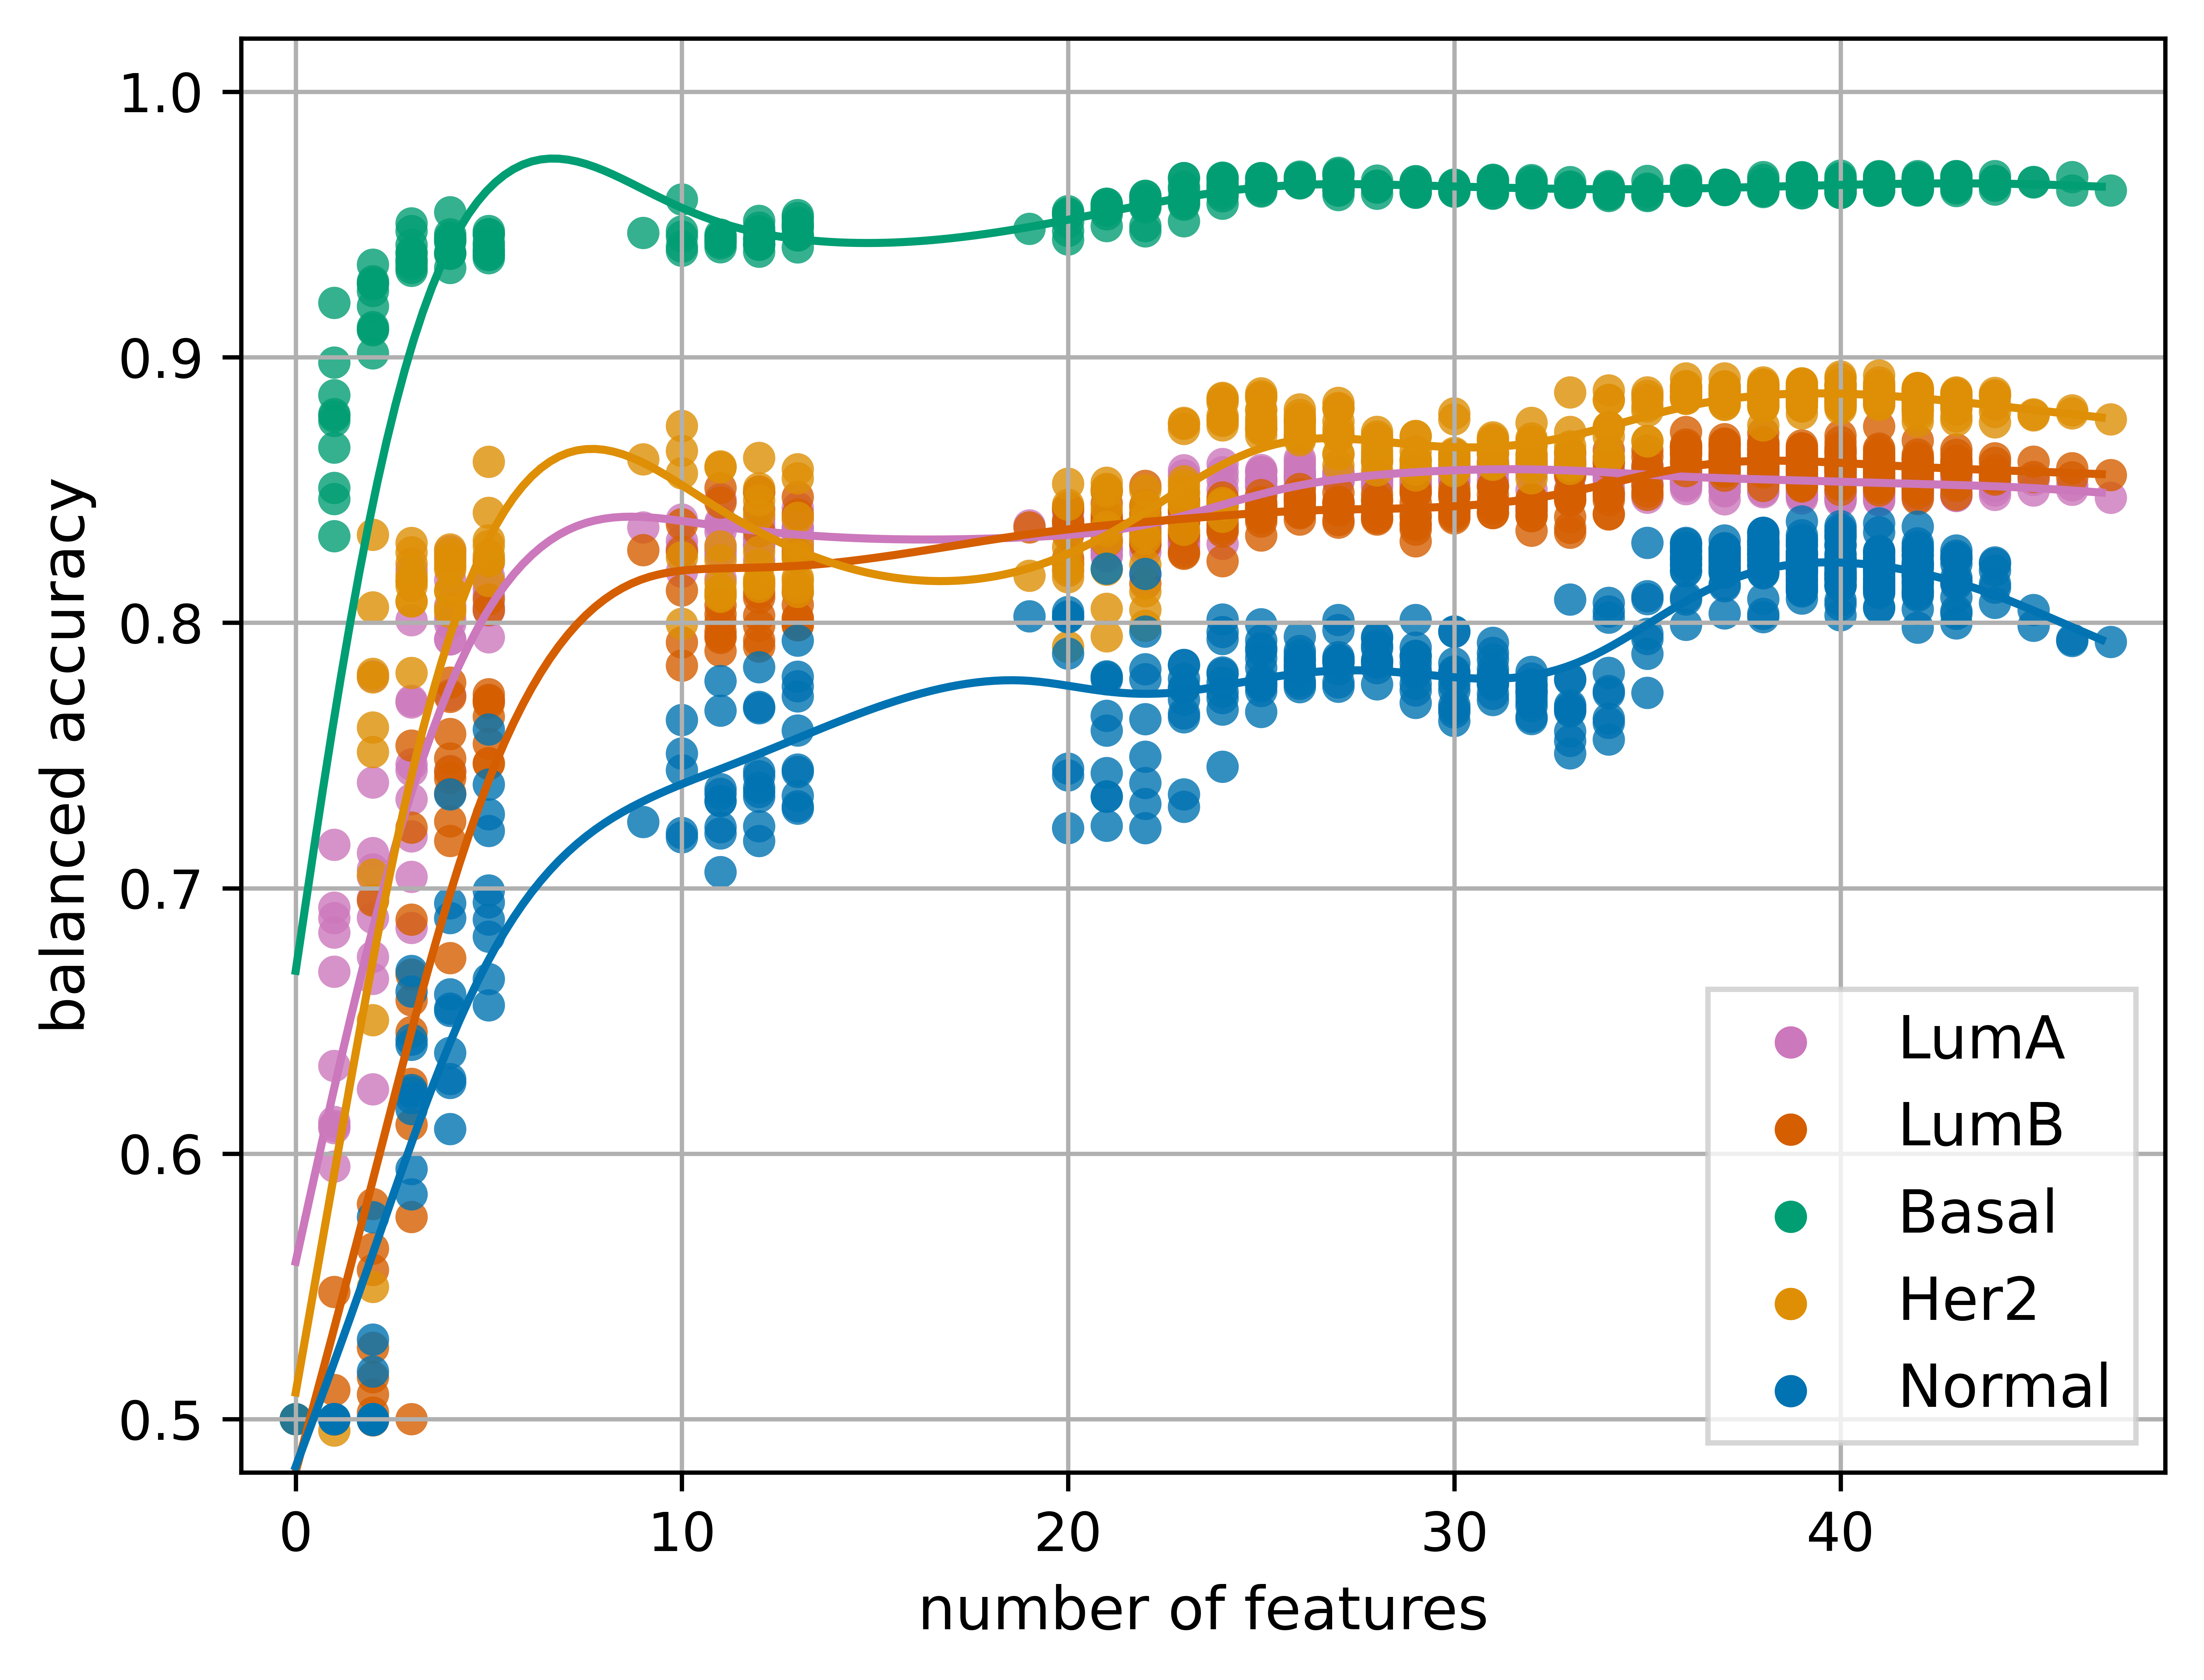 1.0
0.9
0.8
0.7
0.6
0.5
balanced accuracy
0 10 20 30 40
number of features
LumA
LumB
Basal
Her2
Normal